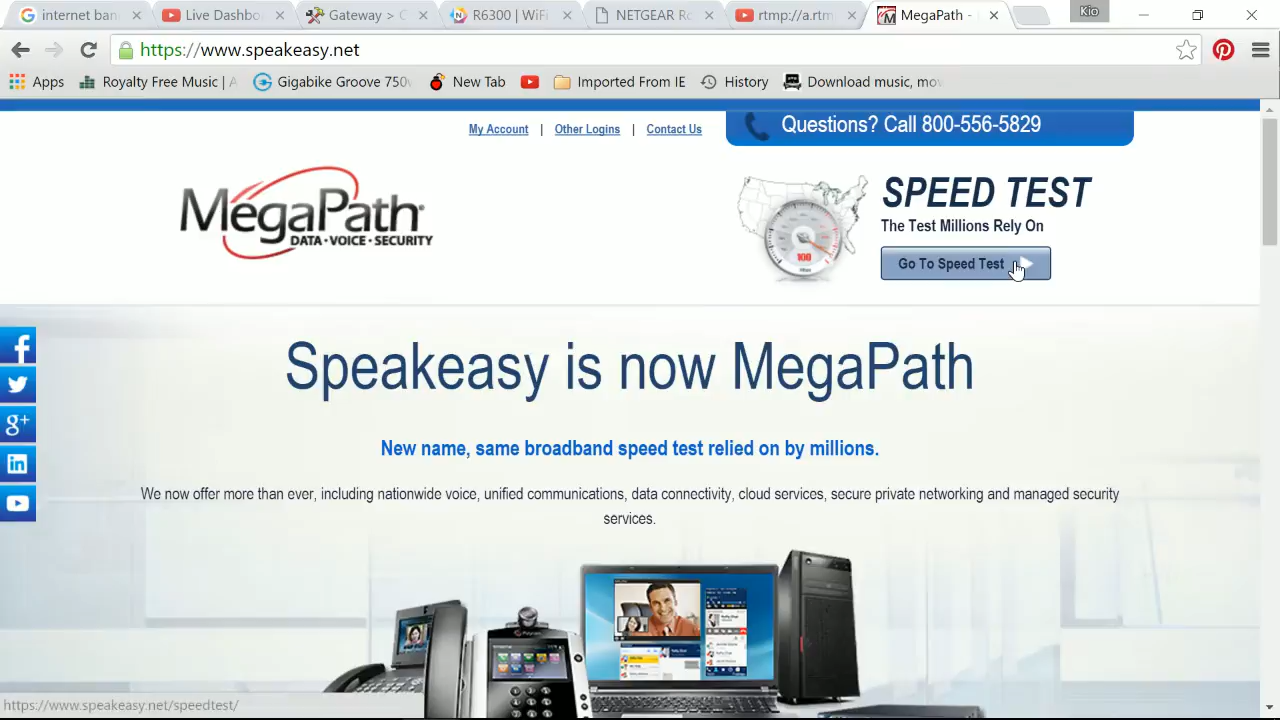 internet ban
Live Dashbo
Gateway > C
R6300 | WiFi
NETGEAR Ro
rtmp://a.rtm
MegaPath -
Kio
https://www.speakeasy.net
Apps
Royalty Free Music | A
Gigabike Groove 750
New Tab
Imported From IE
History
Download music, mov
My Account | Other Logins | Contact Us
Questions? Call 800-556-5829
MegaPath
DATA · VOICE · SECURITY
100
SPEED TEST
The Test Millions Rely On
Go To Speed Test
Speakeasy is now MegaPath
New name, same broadband speed test relied on by millions.
We now offer more than ever, including nationwide voice, unified communications, data connectivity, cloud services, secure private networking and managed security
services.
https://www.speakeasy.net/speedtest/